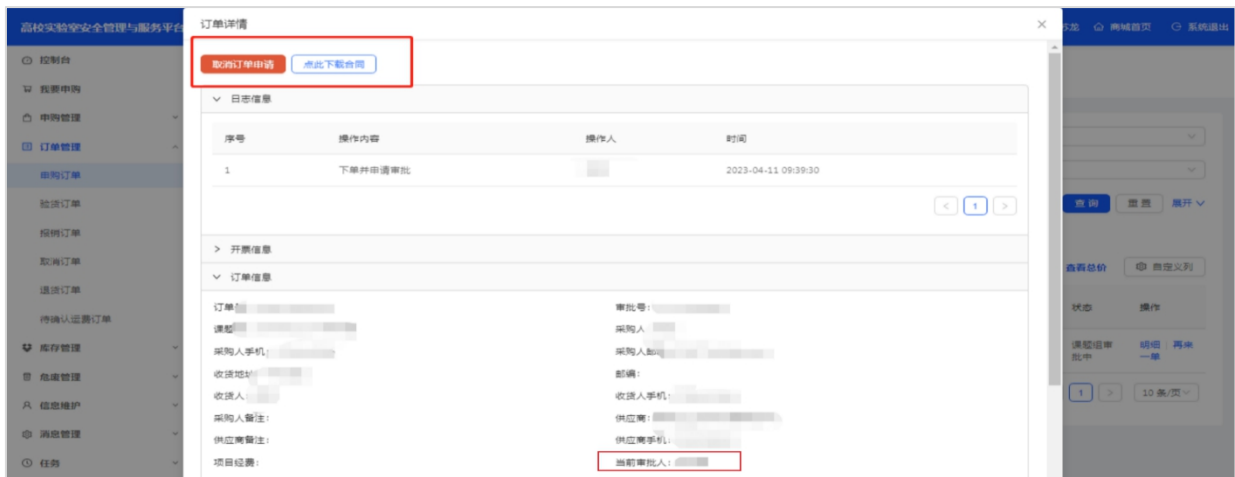 高校实验室安全管理与服务平台
订单详情
商城首页
系统退出
控制台
取消订单申请
点此下载合同
我要申购
日志信息
申购管理
序号 操作内容 操作人 时间
订单管理
1 下单并申请审批 2023-04-11 09:39:30
申购订单
验货订单
查询 重置 展开
1
报销订单
开票信息
取消订单
订单信息
查看总价 自定义列
退货订单
订单
审批号:
状态 操作
待确认运费订单
课题
采购人
库存管理
采购人手机:
采购人邮
课题组审批中
明细 再来一单
危废管理
收货地址
邮编:
1 10 条/页
信息维护
收货人
收货人手机:
采购人备注:
供应商:
消息管理
供应商备注:
供应商手机:
任务
项目经费:
当前审批人: